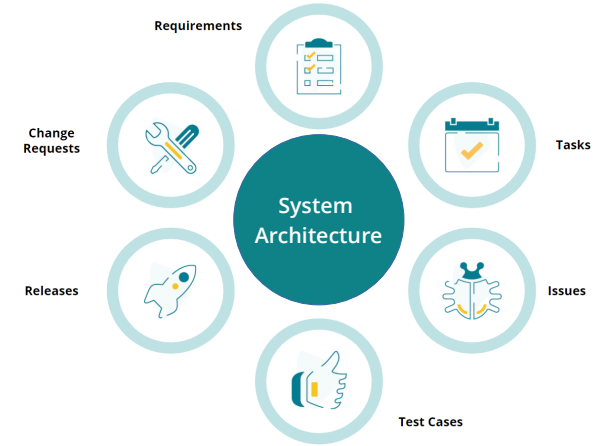 Requirements
Change
Requests
Tasks
System
Architecture
Releases
Issues
Test Cases